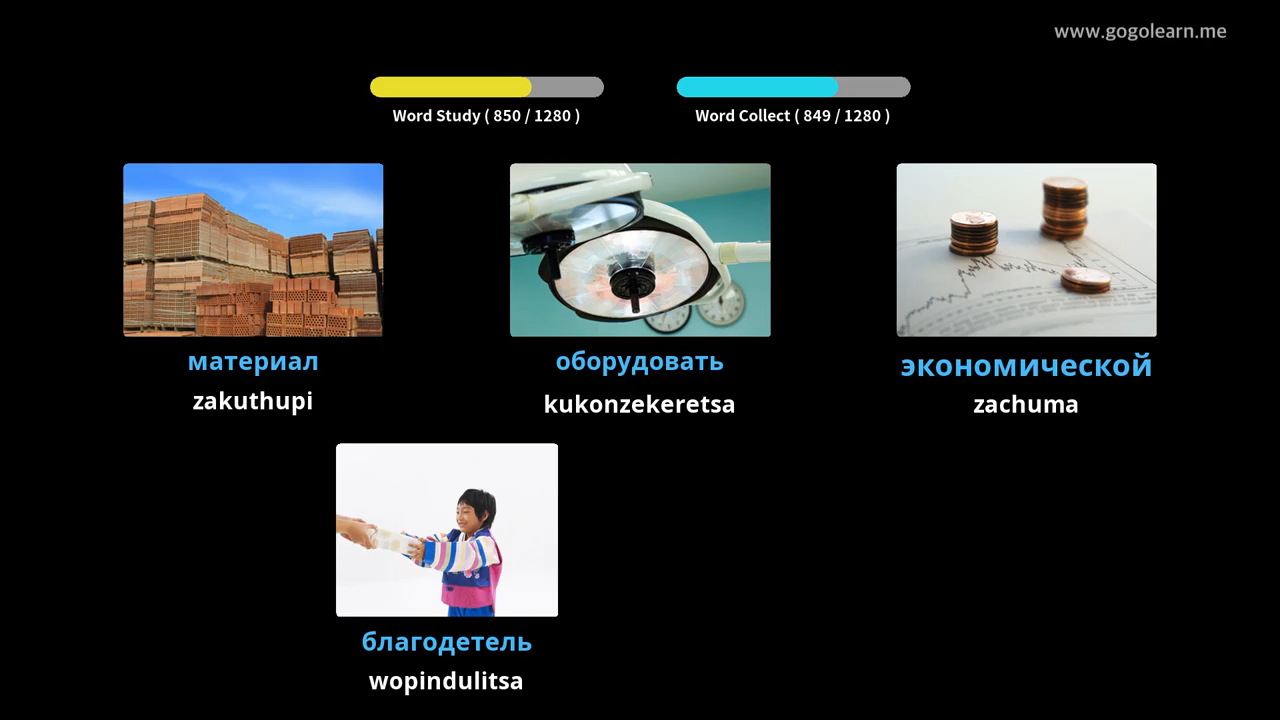 www.gogolearn.me
Word Study ( 850 / 1280 )
Word Collect ( 849 / 1280 )
материал
оборудовать
экономической
zakuthupi
kukonzekeretsa
zachuma
благодетель
wopindulitsa